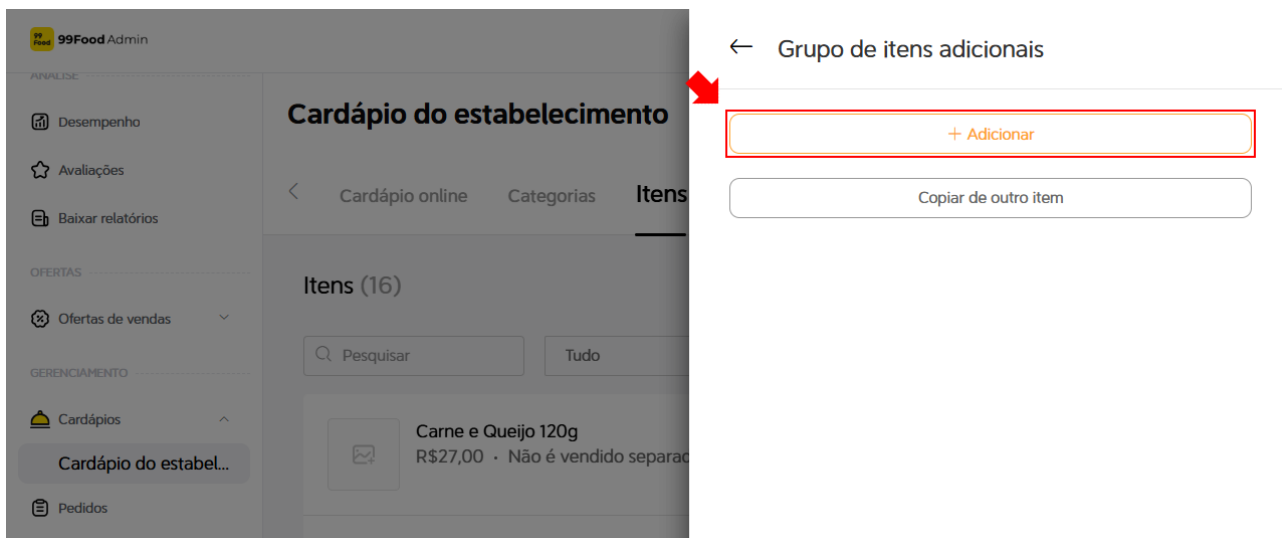 99 Food 99Food Admin
ANÁLISE
Desempenho
Avaliações
Baixar relatórios
OFERTAS
Ofertas de vendas
GERENCIAMENTO
Cardápios
Cardápio do estabel...
Pedidos
Cardápio do estabelecimento
Cardápio online Categorias Itens
Itens (16)
Pesquisar Tudo
Carne e Queijo 120g
R$27,00 · Não é vendido separad
Grupo de itens adicionais
+ Adicionar
Copiar de outro item